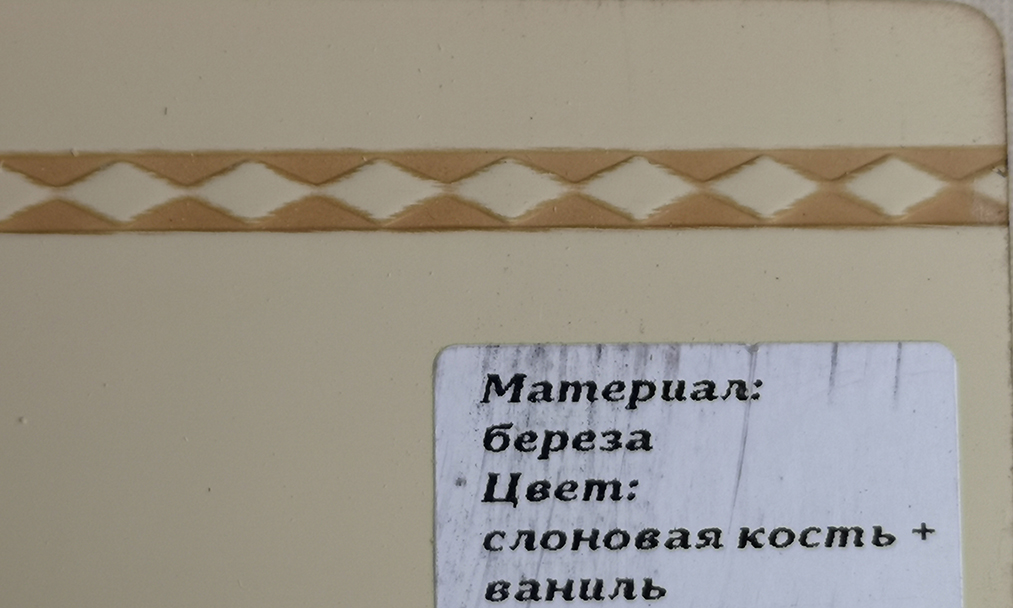 Материал:
береза
Цвет:
слоновая кость +
ваниль